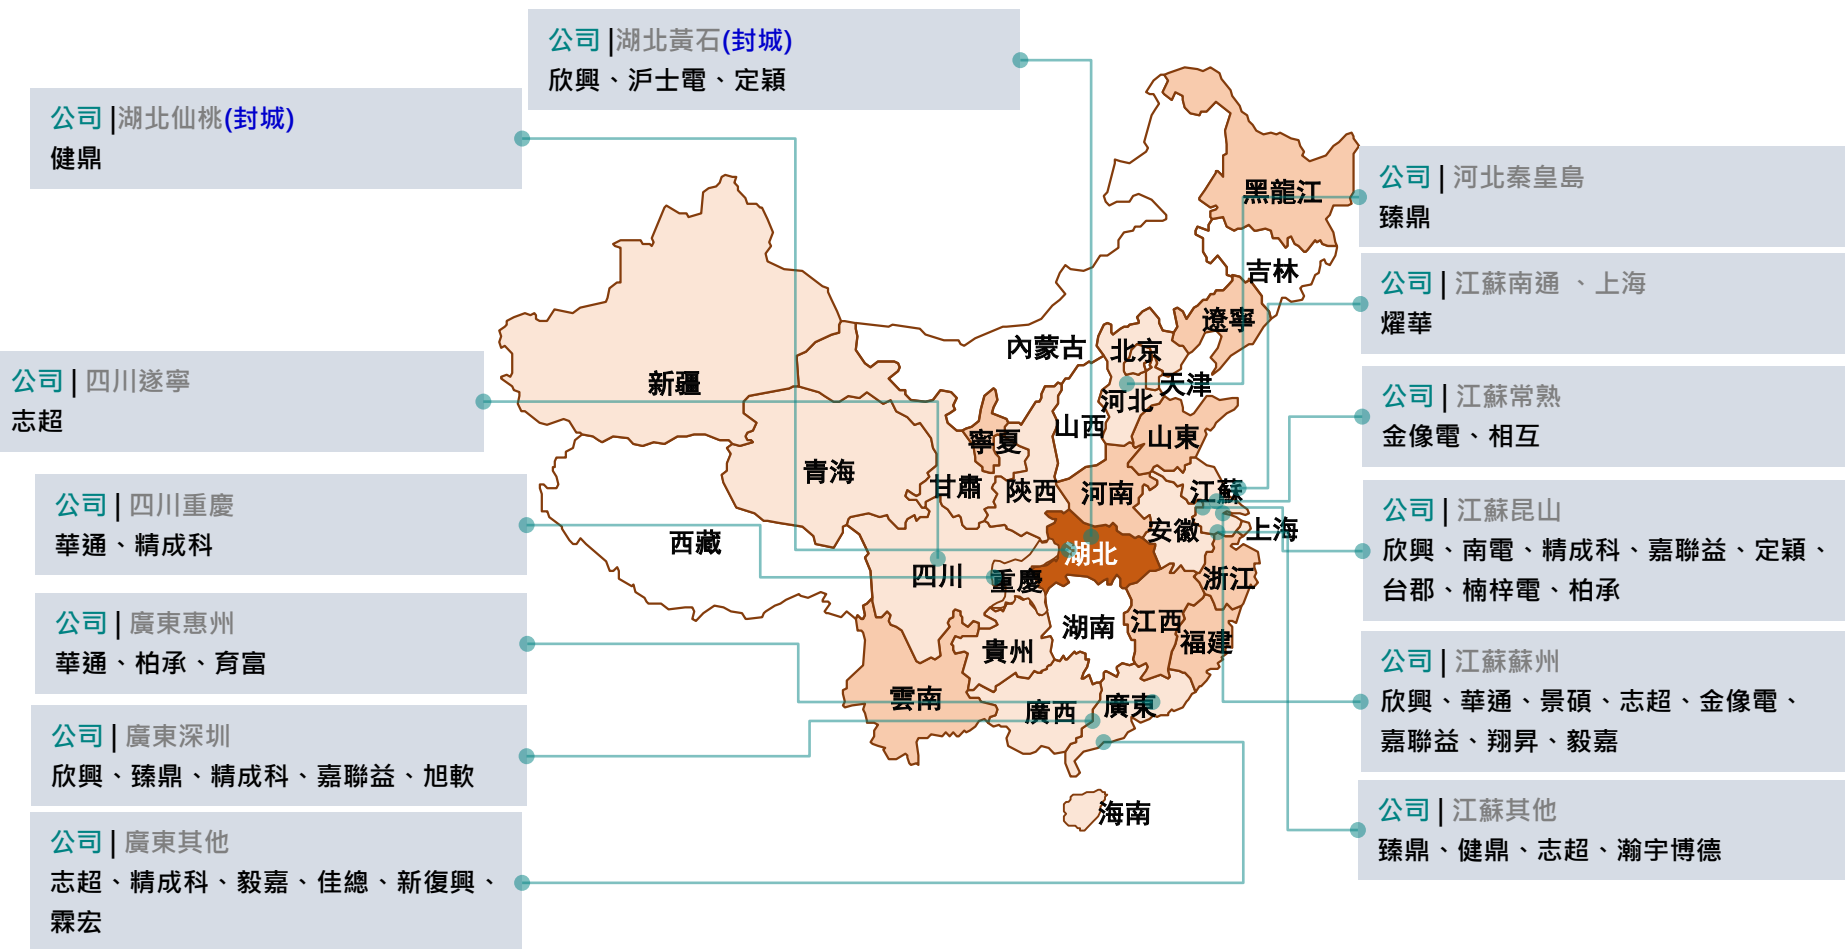 公司 |湖北黃石(封城)
欣興、沪士電、定穎
公司 |湖北仙桃(封城)
健鼎
公司 | 四川遂寧
志超
公司 | 四川重慶
華通、精成科
公司 | 廣東惠州
華通、柏承、育富
公司 | 廣東深圳
欣興、臻鼎、精成科、嘉聯益、旭軟
公司 | 廣東其他
志超、精成科、毅嘉、佳總、新復興、
霖宏
公司 | 河北秦皇島
臻鼎
公司 | 江蘇南通 、上海
燿華
公司 | 江蘇常熟
金像電、相互
公司 | 江蘇昆山
欣興、南電、精成科、嘉聯益、定穎、
台郡、楠梓電、柏承
公司 | 江蘇蘇州
欣興、華通、景碩、志超、金像電、
嘉聯益、翔昇、毅嘉
公司 | 江蘇其他
臻鼎、健鼎、志超、瀚宇博德
黑龍江
吉林
遼寧
內蒙古
北京
天津
河北
新疆
山西
山東
寧夏
青海
甘肅
陝西
河南
江蘇
安徽
上海
西藏
湖北
四川
重慶
浙江
湖南
江西
福建
貴州
雲南
廣西
廣東
海南